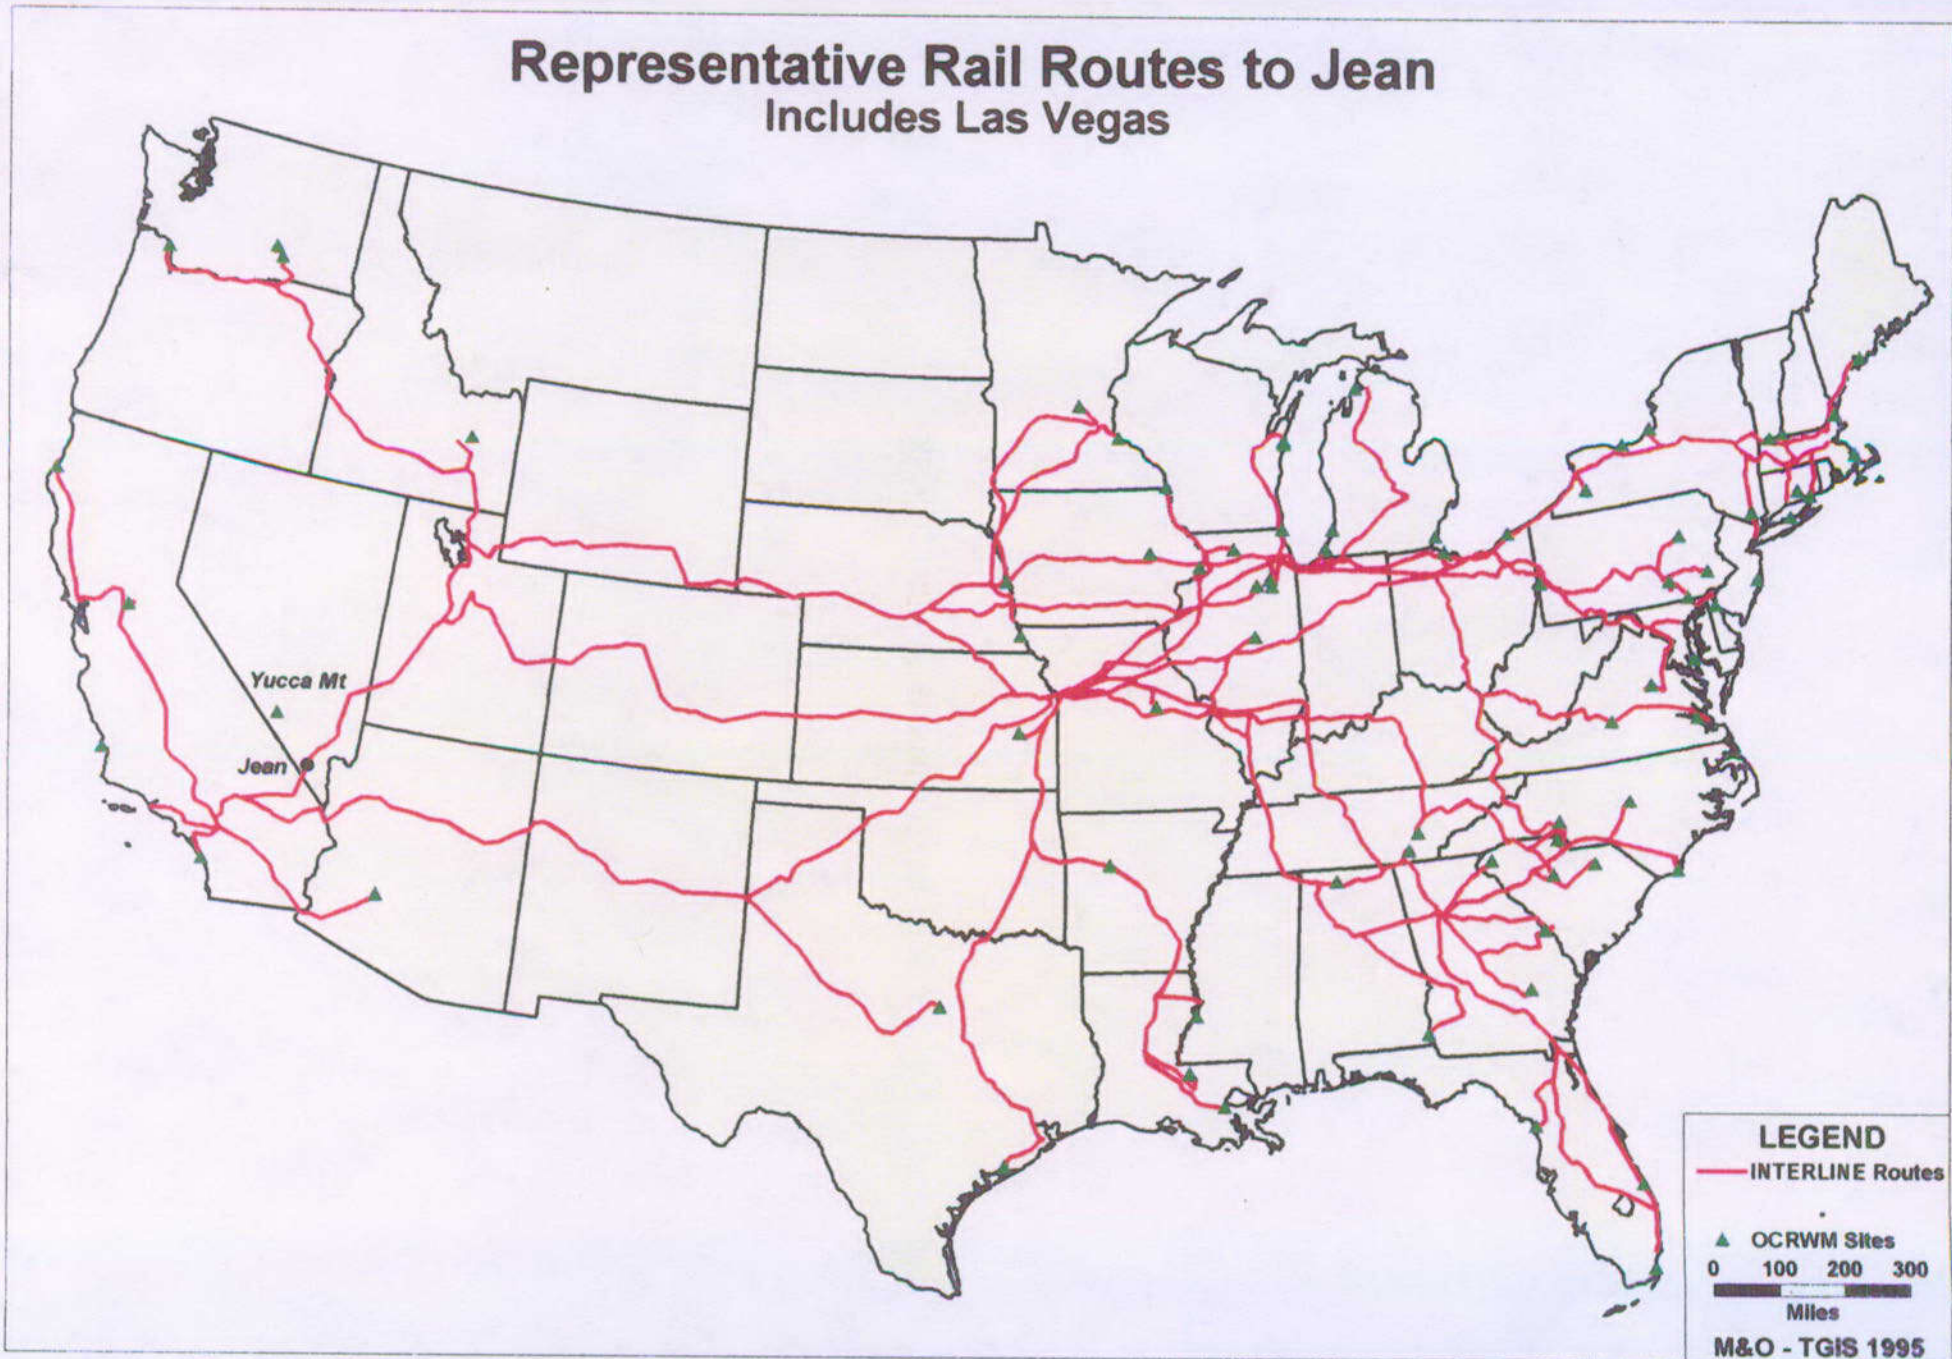 Representative Rail Routes to Jean
Includes Las Vegas
Yucca Mt
Jean
LEGEND
INTERLINE Routes
OCRWM Sites
0 100 200 300
Miles
M&O - TGIS 1995